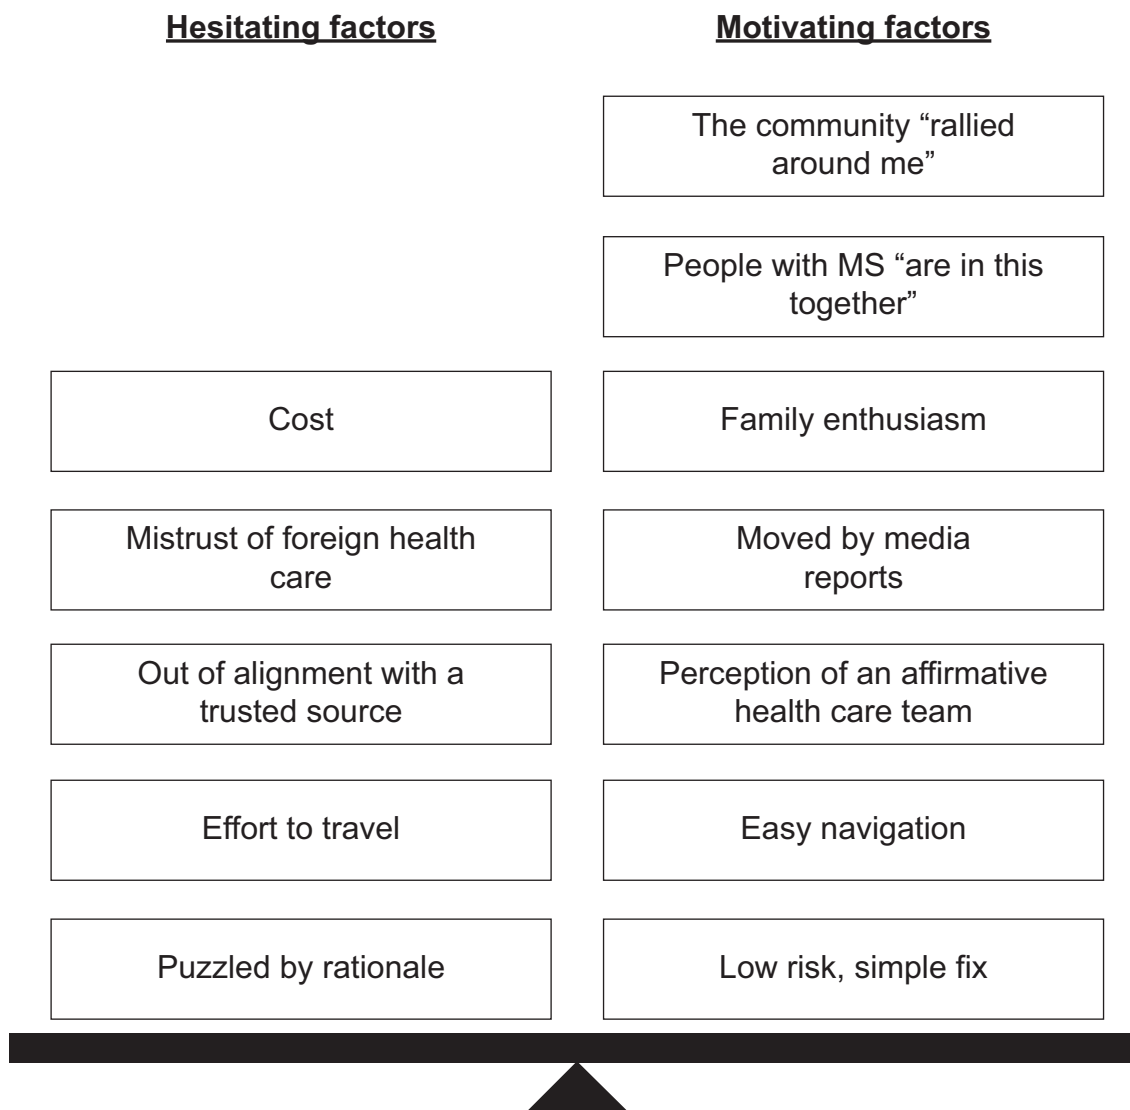 Hesitating factors
Motivating factors
The community “rallied
around me”
People with MS “are in this
together”
Cost
Family enthusiasm
Mistrust of foreign health
care
Moved by media
reports
Out of alignment with a
trusted source
Perception of an affirmative
health care team
Effort to travel
Easy navigation
Puzzled by rationale
Low risk, simple fix